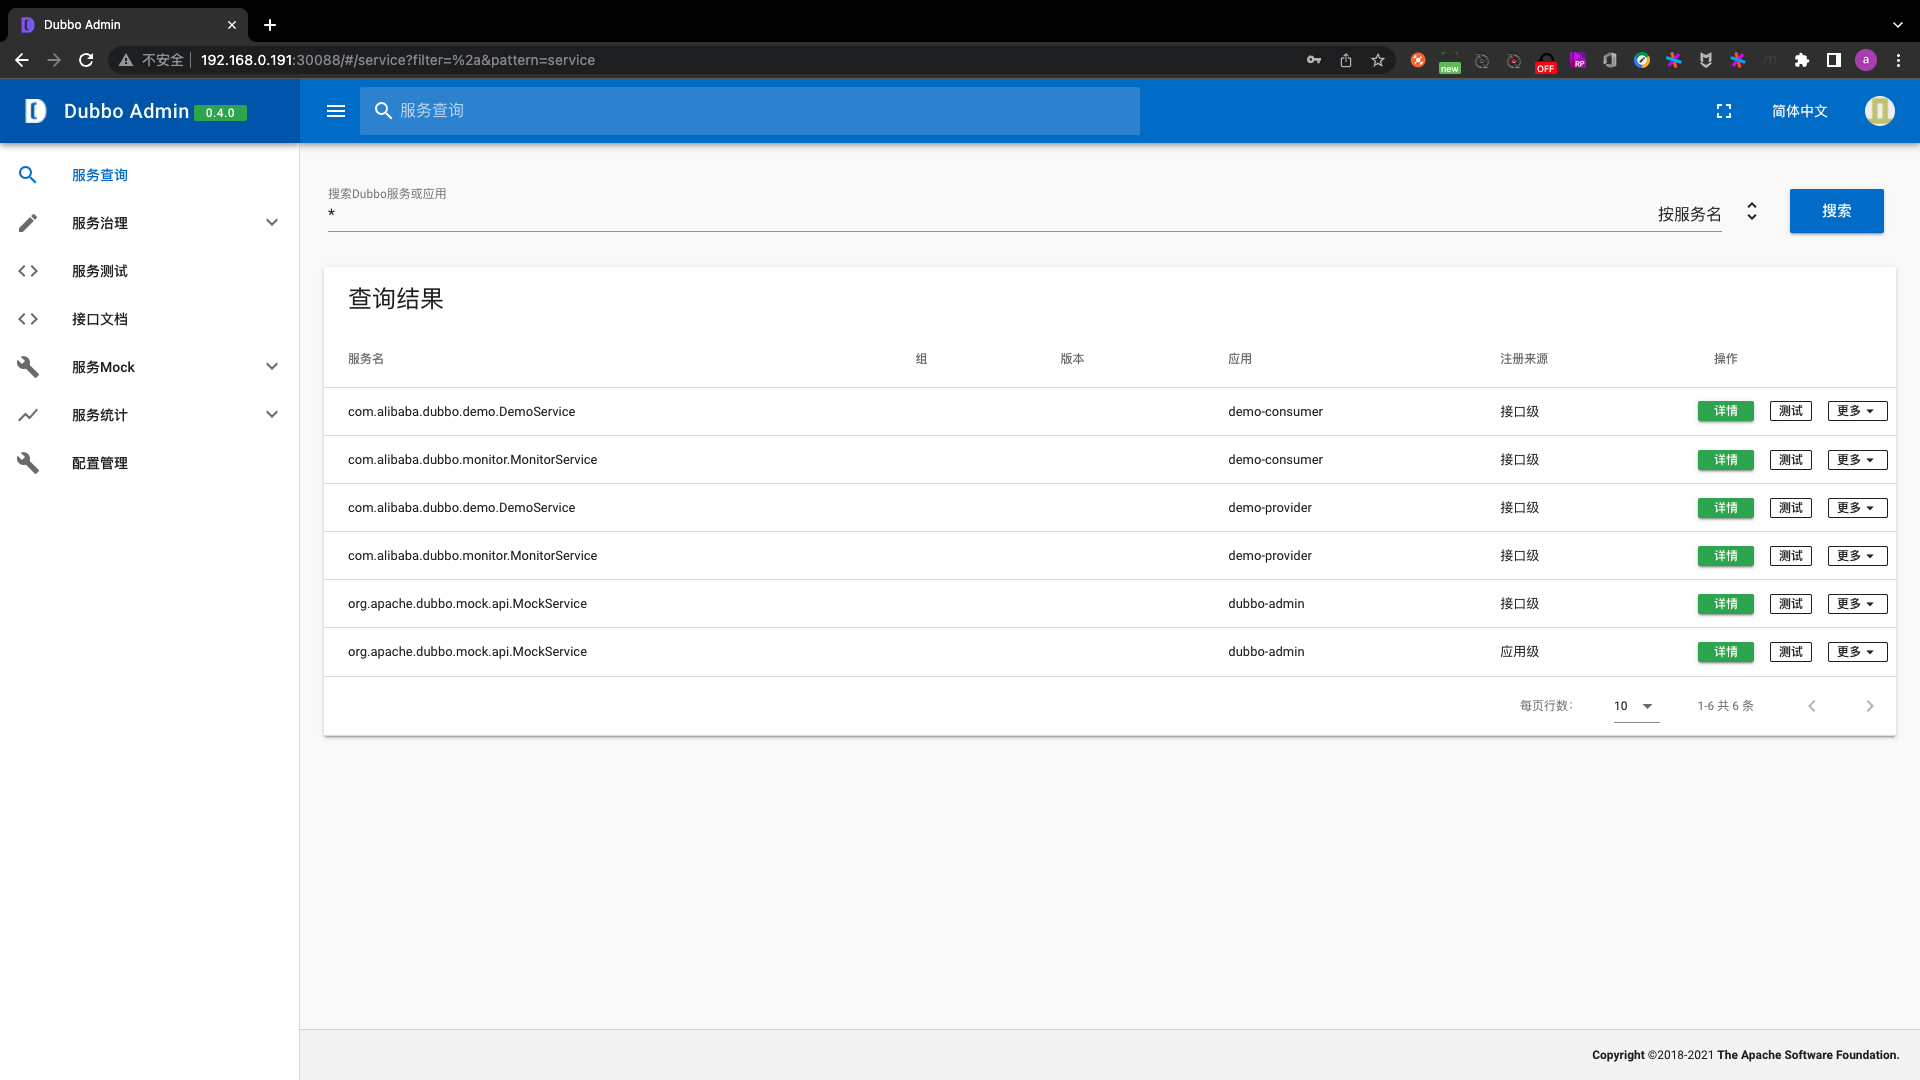 Dubbo Admin
不安全 192.168.0.191:30088/#/service?filter=%2a&pattern=service
new
OFF
RP
a
Dubbo Admin 0.4.0
服务查询
简体中文
服务查询
服务治理
服务测试
接口文档
服务Mock
服务统计
配置管理
搜索Dubbo服务或应用
* 按服务名 搜索
查询结果
服务名 组 版本 应用 注册来源 操作
com.alibaba.dubbo.demo.DemoService demo-consumer 接口级 详情 测试 更多
com.alibaba.dubbo.monitor.MonitorService demo-consumer 接口级 详情 测试 更多
com.alibaba.dubbo.demo.DemoService demo-provider 接口级 详情 测试 更多
com.alibaba.dubbo.monitor.MonitorService demo-provider 接口级 详情 测试 更多
org.apache.dubbo.mock.api.MockService dubbo-admin 接口级 详情 测试 更多
org.apache.dubbo.mock.api.MockService dubbo-admin 应用级 详情 测试 更多
每页行数: 10 1-6 共 6 条
Copyright ©2018-2021 The Apache Software Foundation.